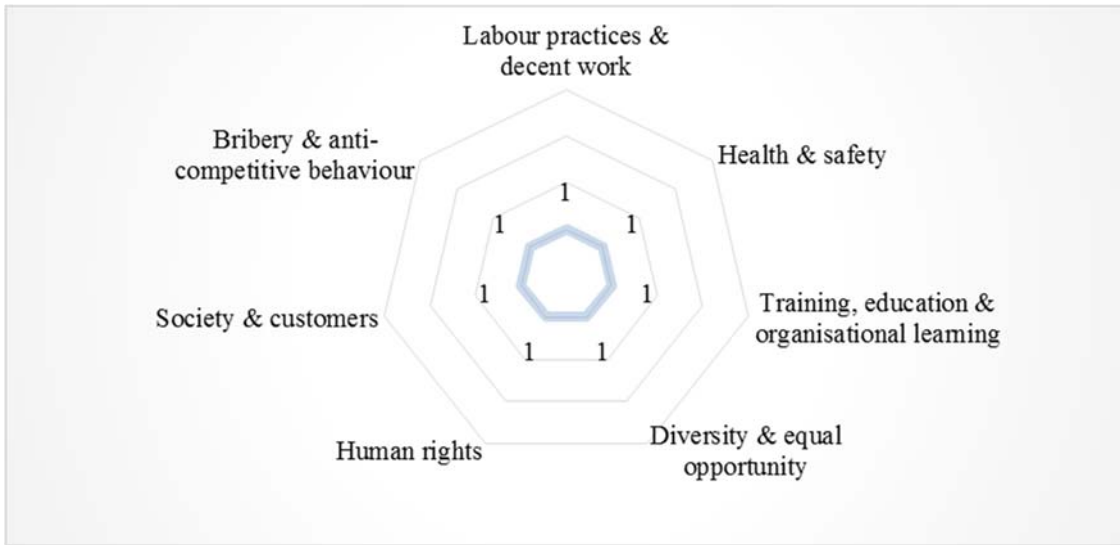 Labour practices &
decent work
Bribery & anti-
competitive behaviour
Health & safety
1
1
1
Society & customers
1
1
Training, education &
organisational learning
1
1
Human rights
Diversity & equal
opportunity